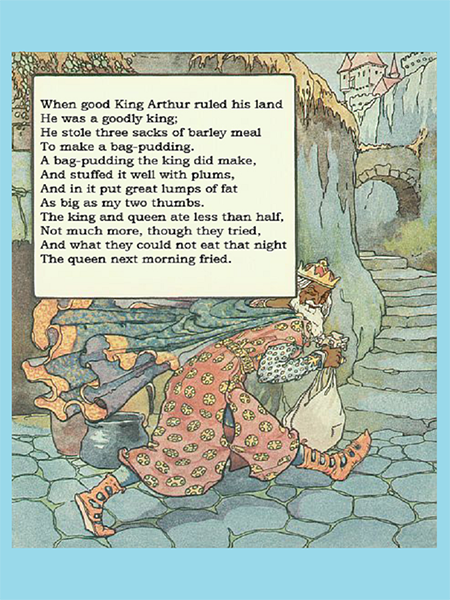 When good King Arthur ruled his land
He was a goodly king;
He stole three sacks of barley meal
To make a bag-pudding.
A bag-pudding the king did make,
And stuffed it well with plums,
And in it put great lumps of fat
As big as my two thumbs.
The king and queen ate less than half,
Not much more, though they tried,
And what they could not eat that night
The queen next morning fried.